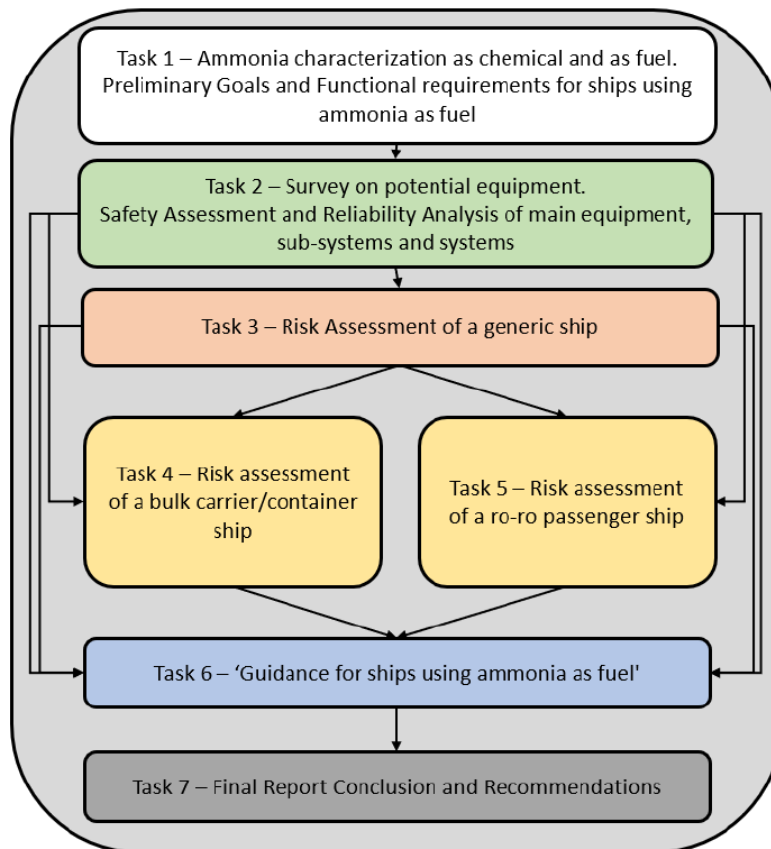 Task 1 – Ammonia characterization as chemical and as fuel.
Preliminary Goals and Functional requirements for ships using
ammonia as fuel
Task 2 – Survey on potential equipment.
Safety Assessment and Reliability Analysis of main equipment,
sub-systems and systems
Task 3 – Risk Assessment of a generic ship
Task 4 – Risk assessment
of a bulk carrier/container
ship
Task 5 – Risk assessment
of a ro-ro passenger ship
Task 6 – ‘Guidance for ships using ammonia as fuel'
Task 7 – Final Report Conclusion and Recommendations